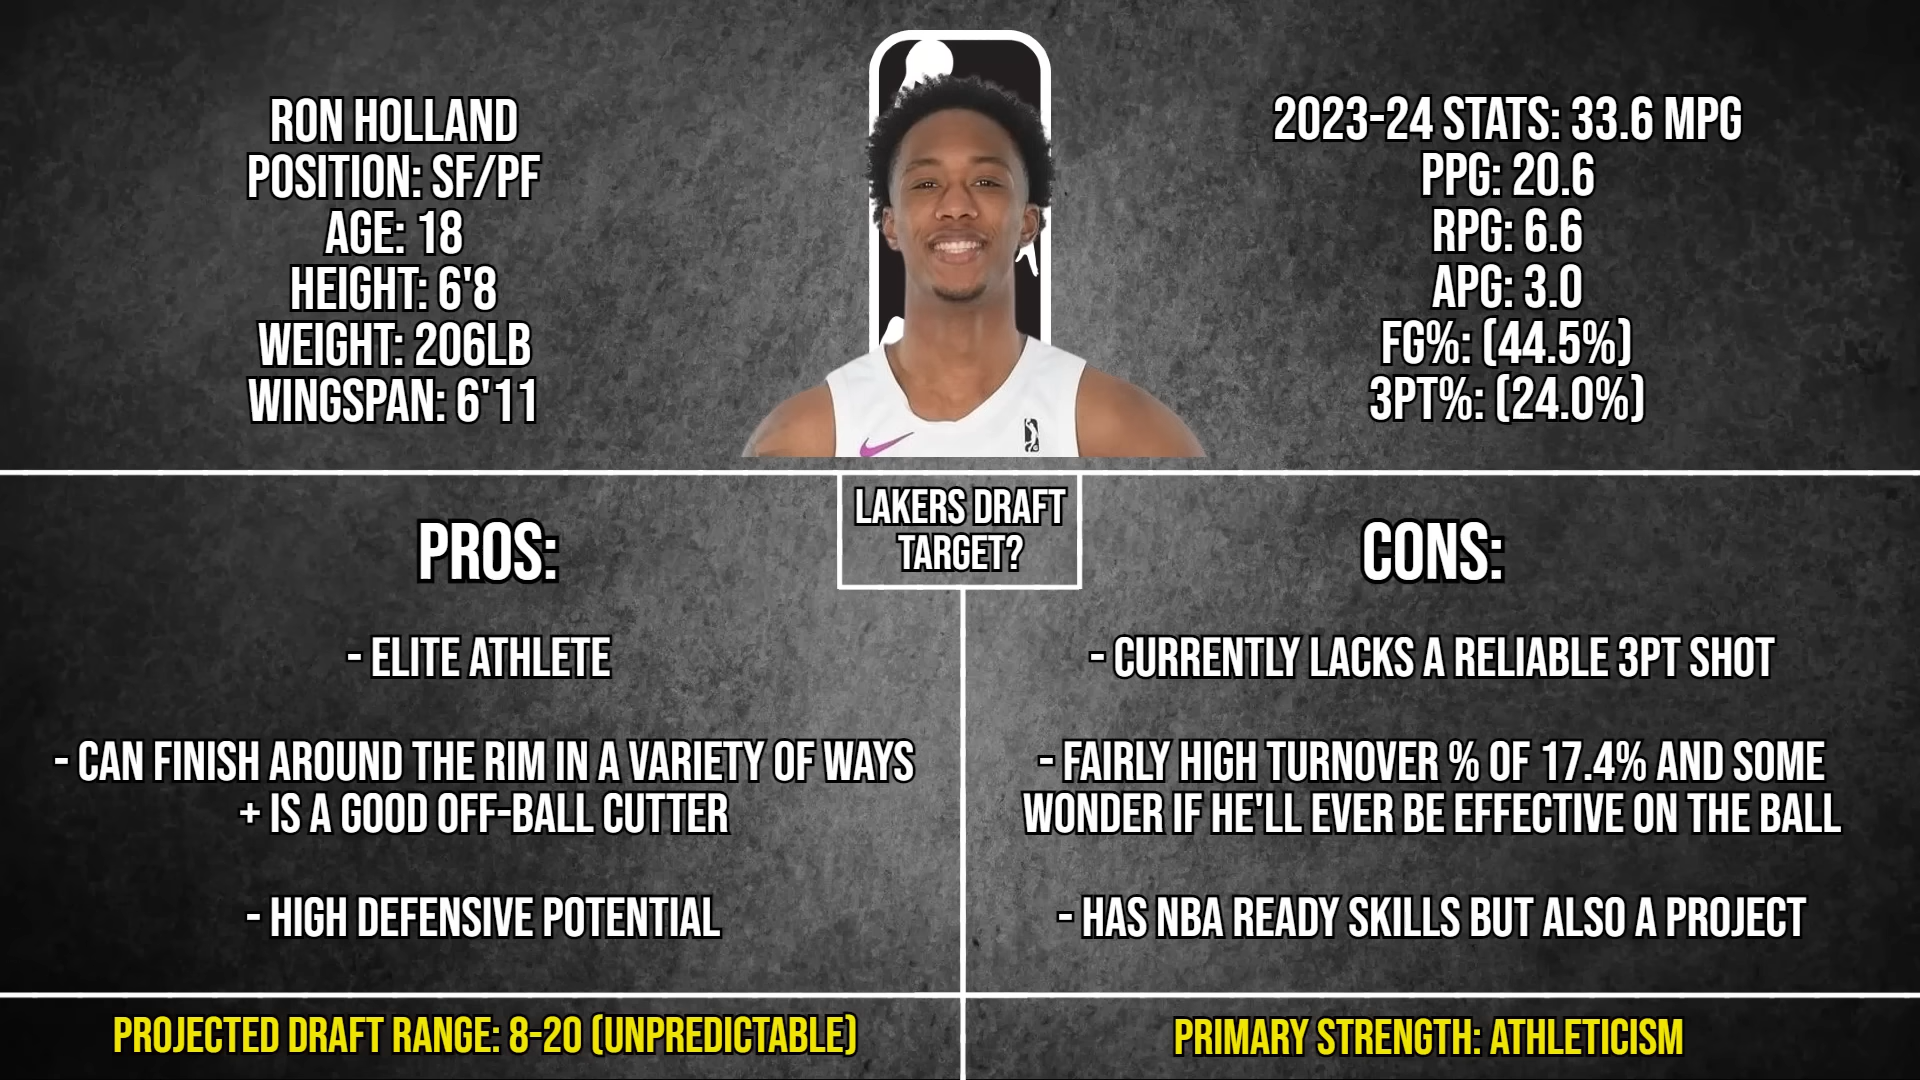 RON HOLLAND
POSITION: SF/PF
AGE: 18
HEIGHT: 6'8
WEIGHT: 206LB
WINGSPAN: 6'11
2023-24 STATS: 33.6 MPG
PPG: 20.6
RPG: 6.6
APG: 3.0
FG%: (44.5%)
3PT%: (24.0%)
LAKERS DRAFT
TARGET?
PROS:
- ELITE ATHLETE
- CAN FINISH AROUND THE RIM IN A VARIETY OF WAYS
+ IS A GOOD OFF-BALL CUTTER
- HIGH DEFENSIVE POTENTIAL
CONS:
- CURRENTLY LACKS A RELIABLE 3PT SHOT
- FAIRLY HIGH TURNOVER % OF 17.4% AND SOME
WONDER IF HE'LL EVER BE EFFECTIVE ON THE BALL
- HAS NBA READY SKILLS BUT ALSO A PROJECT
PROJECTED DRAFT RANGE: 8-20 (UNPREDICTABLE)
PRIMARY STRENGTH: ATHLETICISM